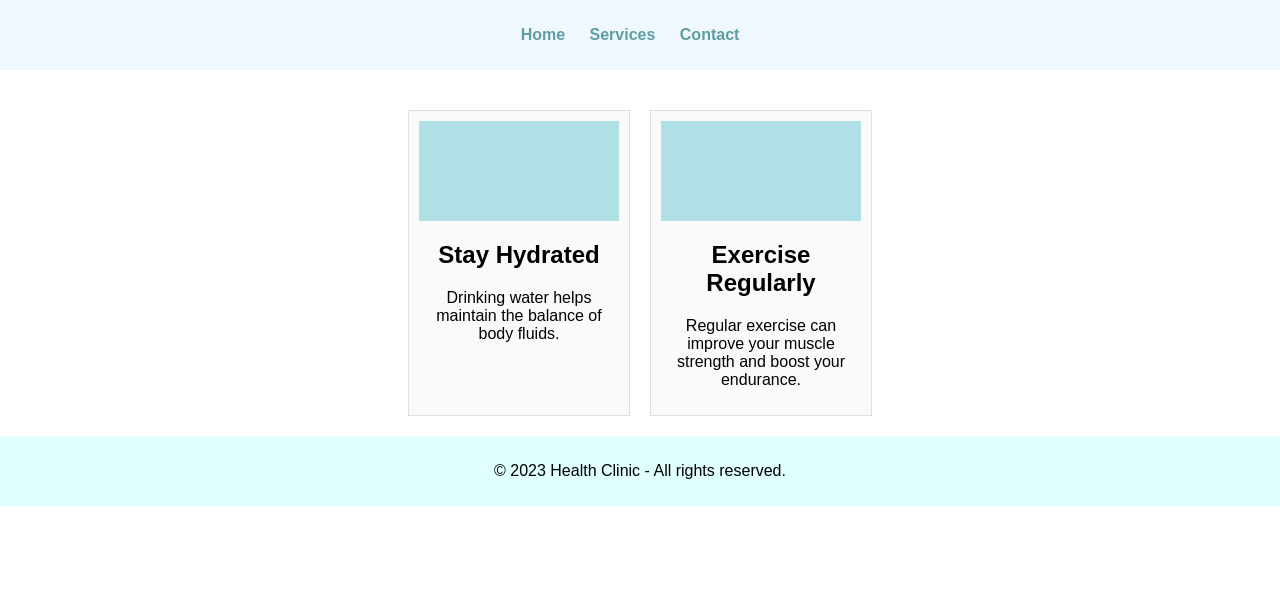 Home Services Contact
Stay Hydrated
Drinking water helps
maintain the balance of
body fluids.
Exercise
Regularly
Regular exercise can
improve your muscle
strength and boost your
endurance.
© 2023 Health Clinic - All rights reserved.